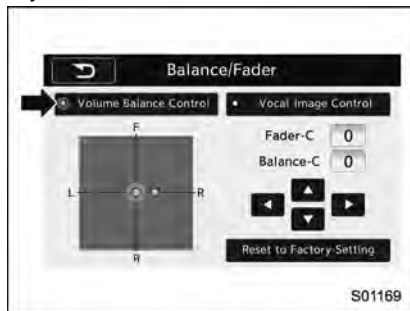 Balance/Fader
Volume Balance Control
• Vocal Image Control
F
Fader-C 0
Balance-C 0
L R
R
Reset to Factory-Setting
S01169